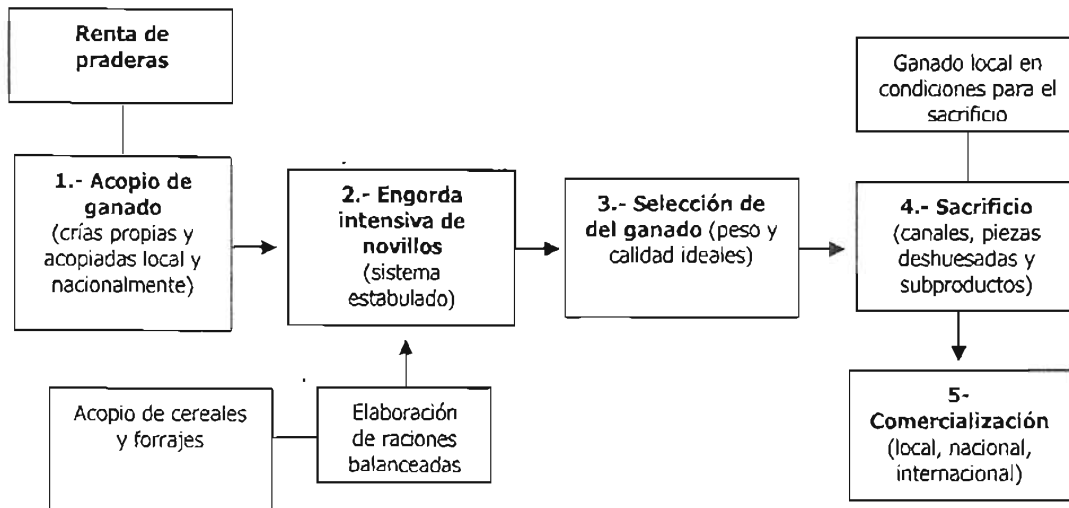 Renta de
praderas
Ganado local en
condiciones para el
sacrificio
1.- Acopio de
ganado
(crías propias y
acopiadas local y
nacionalmente)
2.- Engorda
intensiva de
novillos
(sistema
estabulado)
3.- Selección de
del ganado (peso y
calidad ideales)
4.- Sacrificio
(canales, piezas
deshuesadas y
subproductos)
Acopio de cereales
y forrajes
Elaboración
de raciones
balanceadas
5-
Comercialización
(local, nacional,
internacional)